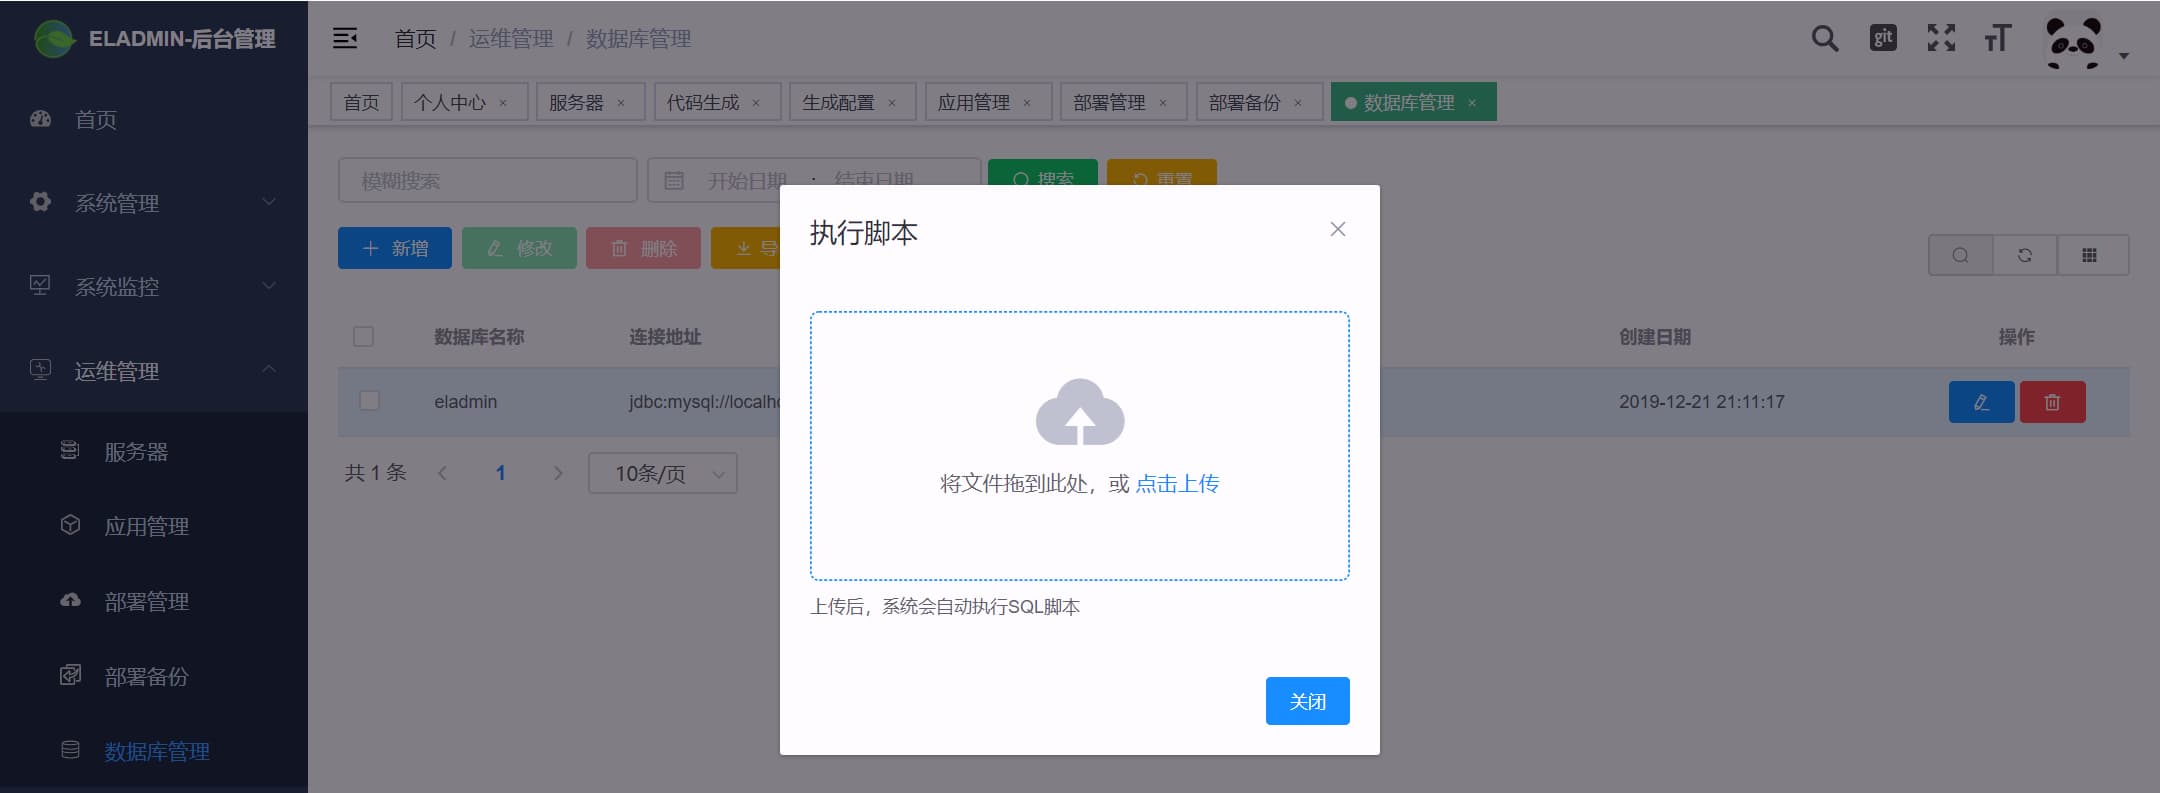 ELADMIN-后台管理
首页 / 运维管理 / 数据库管理
git
首页
个人中心 ×
服务器 ×
代码生成 ×
生成配置 ×
应用管理 ×
部署管理 ×
部署备份 ×
数据库管理 ×
首页
系统管理
系统监控
运维管理
服务器
应用管理
部署管理
部署备份
数据库管理
模糊搜索
开始日期 : 结束日期
搜索
重置
新增
修改
删除
导
数据库名称 连接地址 创建日期 操作
eladmin jdbc:mysql://localho 2019-12-21 21:11:17
共 1 条
1
10条/页
执行脚本
将文件拖到此处，或 点击上传
上传后，系统会自动执行SQL脚本
关闭